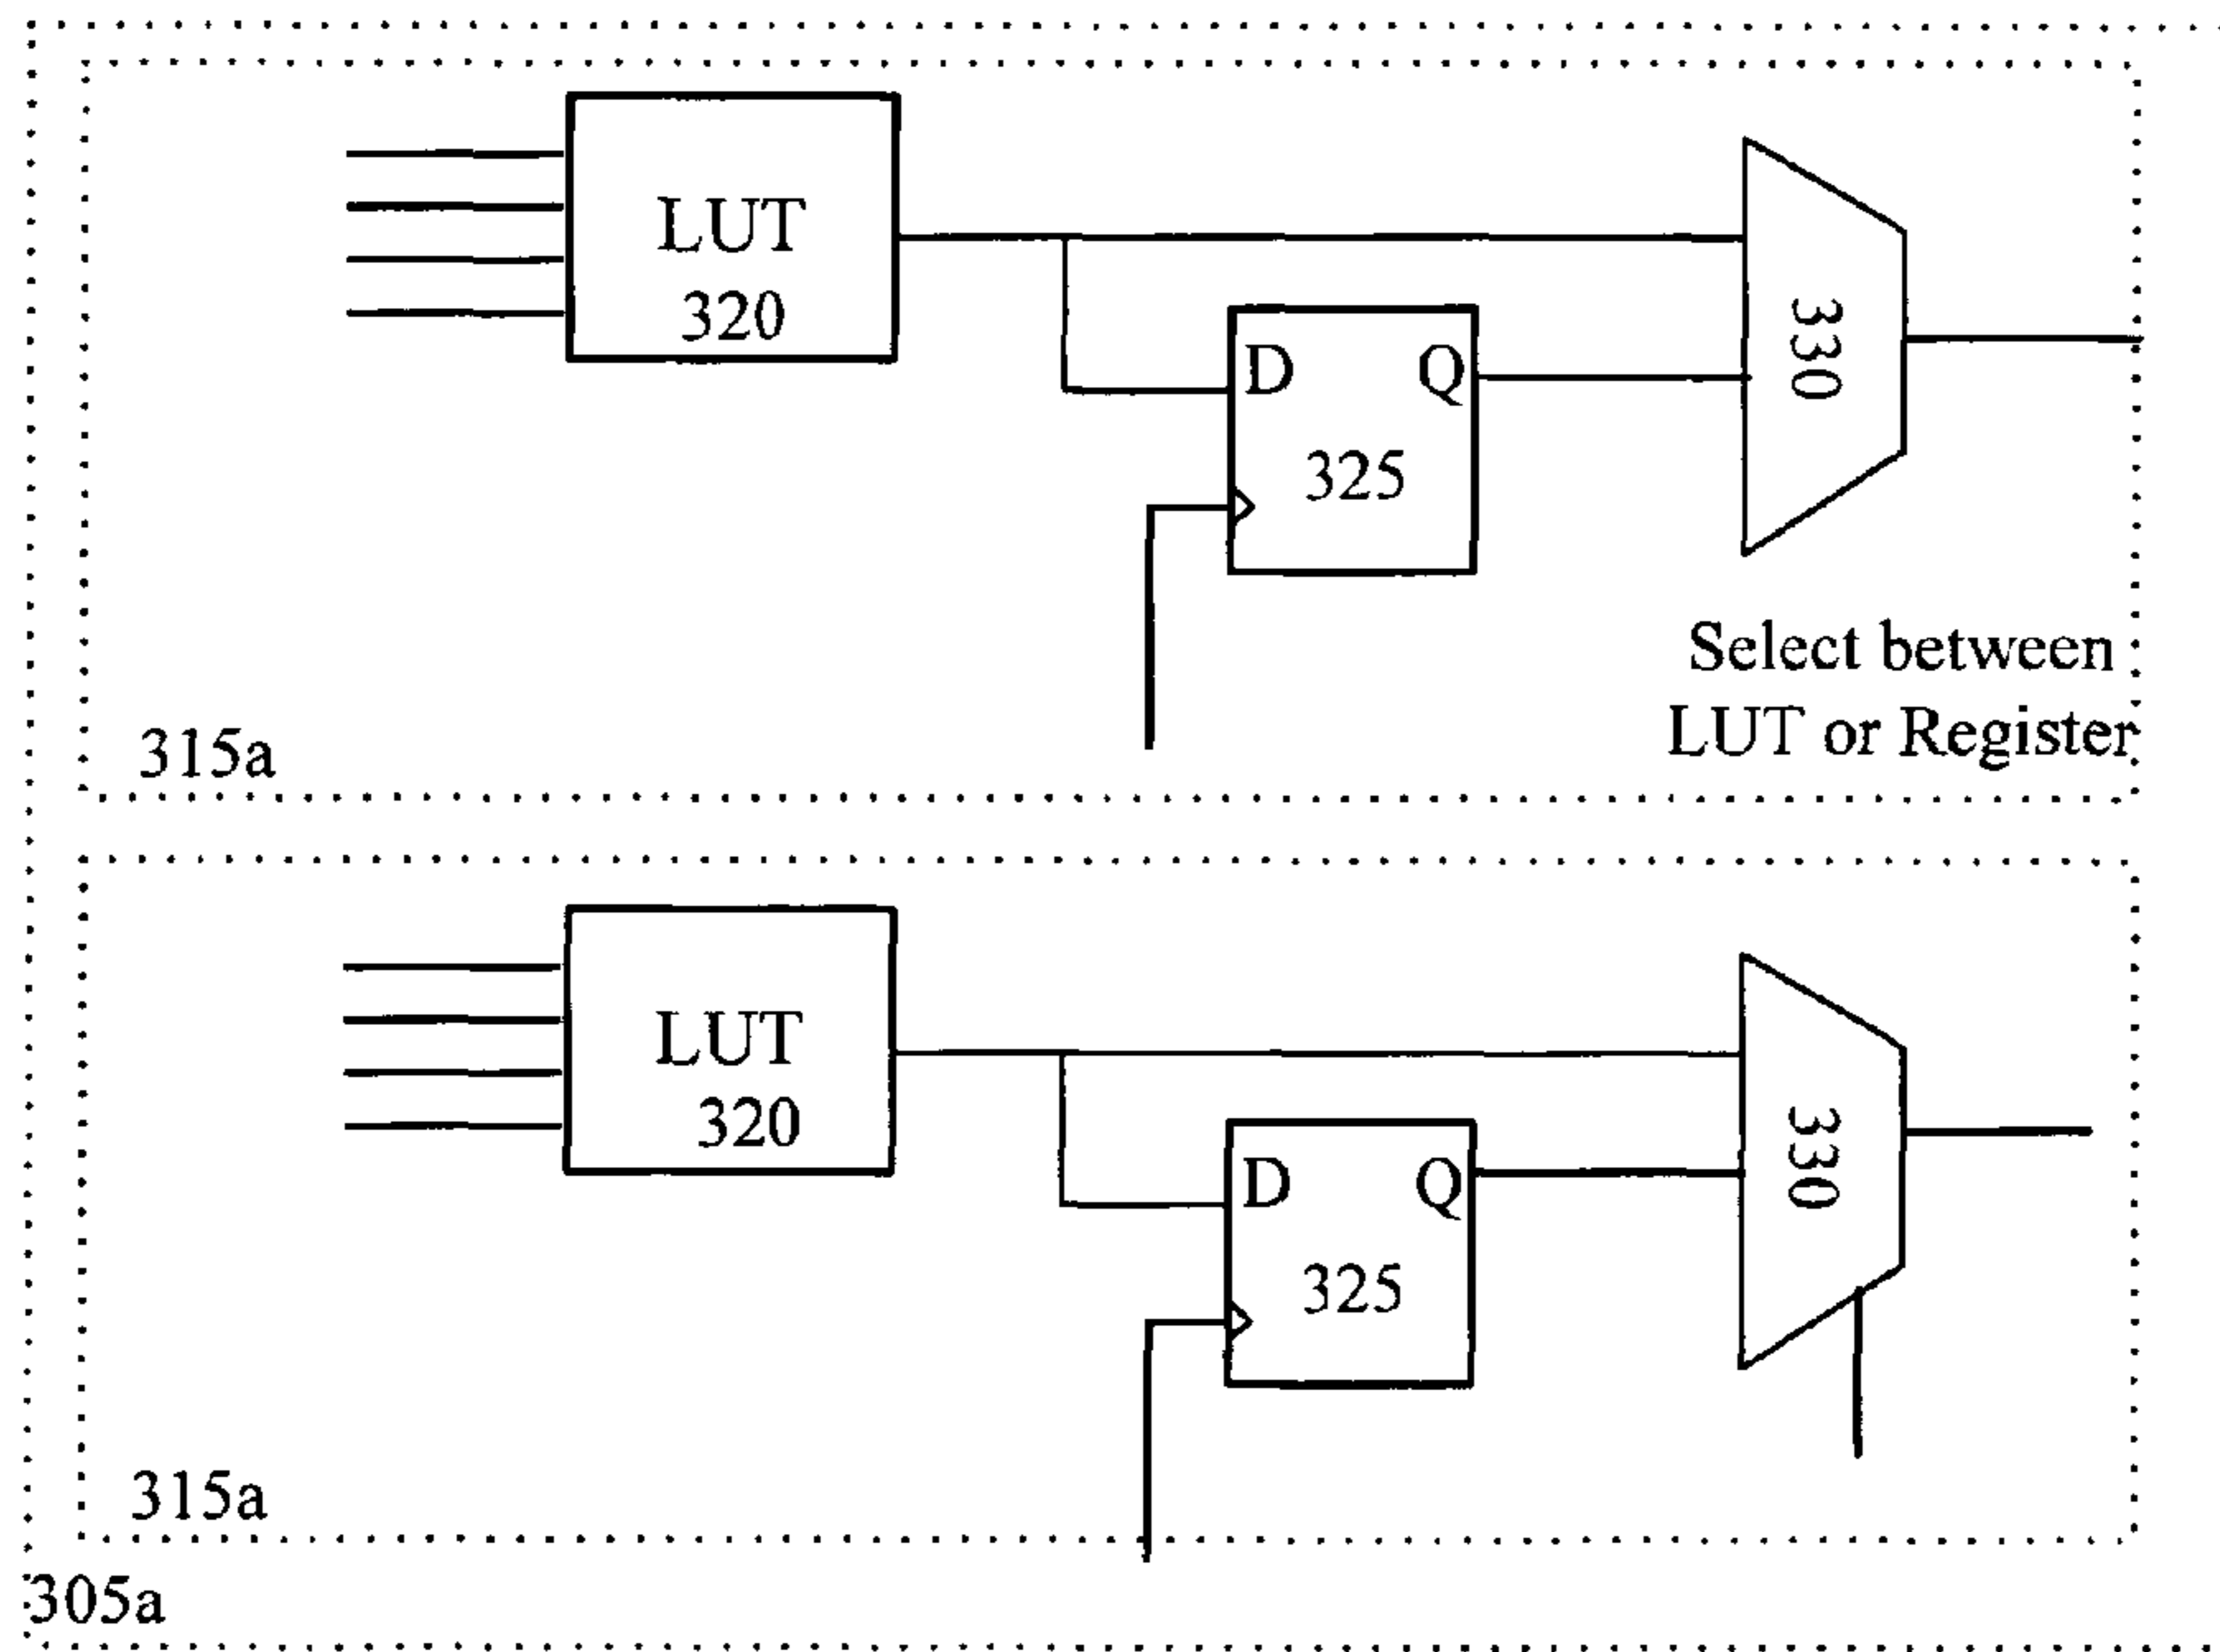 LUT
320
330
D Q
325
Select between
LUT or Register
315a
LUT
320
330
D Q
325
315a
305a